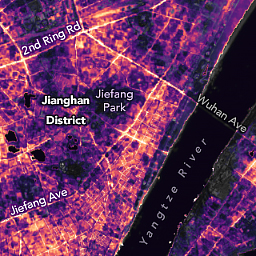 2nd Ring Rd
Jianghan
District
Jiefang
Park
Wuhan Ave
Jiefang Ave
Yangtze River